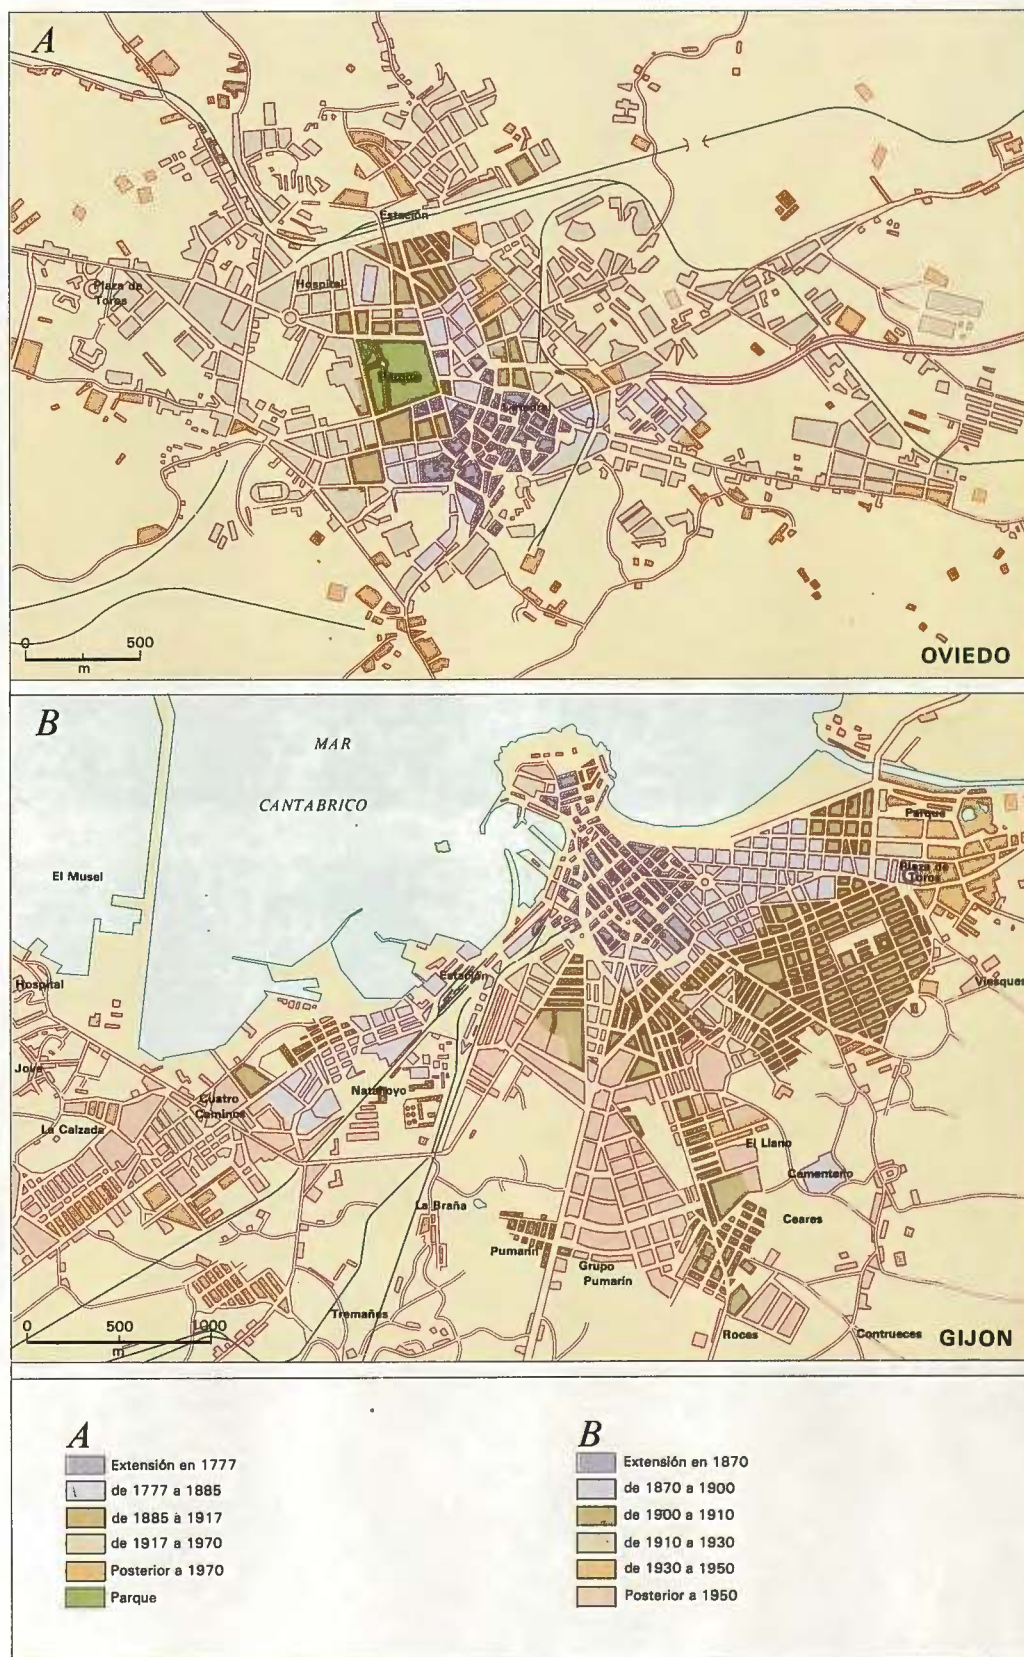 A
Estación
Hospital
Plaza de
Toros
Parque
Catedral
0 500
m
OVIEDO
B
MAR
CANTABRICO
El Musel
Parque
Plaza de
Toros
Estación
Hospital
Viesques
Jove
Natahoyo
Cuatro
Caminos
La Calzada
El Llano
Cementerio
La Braña
Ceares
Pumarín
Grupo
Pumarín
Tremañes
0 500 1000
m
Roces
Contrueces
GIJON
A
Extensión en 1777
de 1777 a 1885
de 1885 à 1917
de 1917 a 1970
Posterior a 1970
Parque
B
Extensión en 1870
de 1870 a 1900
de 1900 a 1910
de 1910 a 1930
de 1930 a 1950
Posterior a 1950